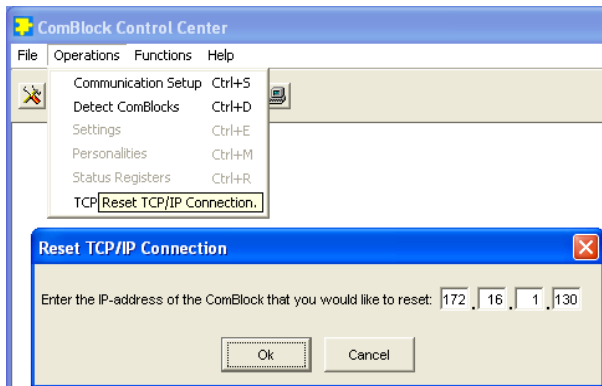 ComBlock Control Center
File Operations Functions Help
Communication Setup Ctrl+S
Detect ComBlocks Ctrl+D
Settings Ctrl+E
Personalities Ctrl+M
Status Registers Ctrl+R
TCP Reset TCP/IP Connection.
Reset TCP/IP Connection
Enter the IP-address of the ComBlock that you would like to reset: 172 . 16 . 1 . 130
Ok Cancel